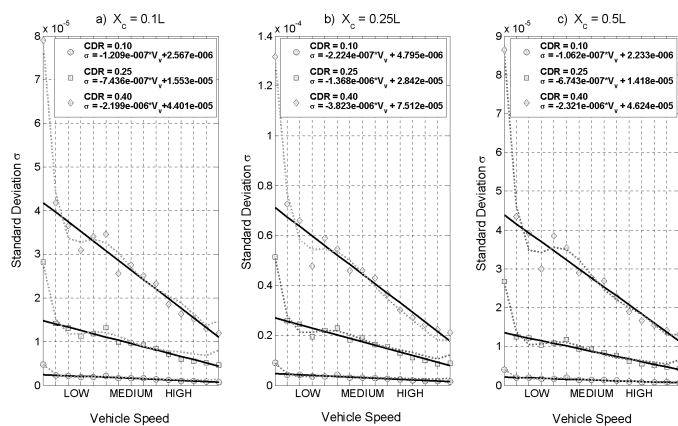 a) X_c = 0.1L
x 10^-5
CDR = 0.10
σ = -1.209e-007*V_v+2.567e-006
CDR = 0.25
σ = -7.436e-007*V_v+1.553e-005
CDR = 0.40
σ = -2.199e-006*V_v+4.401e-005
8
7
6
5
4
3
2
1
0
Standard Deviation σ
LOW MEDIUM HIGH
Vehicle Speed
b) X_c = 0.25L
x 10^-4
CDR = 0.10
σ = -2.224e-007*V_v + 4.795e-006
CDR = 0.25
σ = -1.368e-006*V_v + 2.842e-005
CDR = 0.40
σ = -3.823e-006*V_v + 7.512e-005
1.4
1.2
1
0.8
0.6
0.4
0.2
0
Standard Deviation σ
LOW MEDIUM HIGH
Vehicle Speed
c) X_c = 0.5L
x 10^-5
CDR = 0.10
σ = -1.062e-007*V_v + 2.233e-006
CDR = 0.25
σ = -6.743e-007*V_v + 1.418e-005
CDR = 0.40
σ = -2.321e-006*V_v + 4.624e-005
9
8
7
6
5
4
3
2
1
0
Standard Deviation σ
LOW MEDIUM HIGH
Vehicle Speed